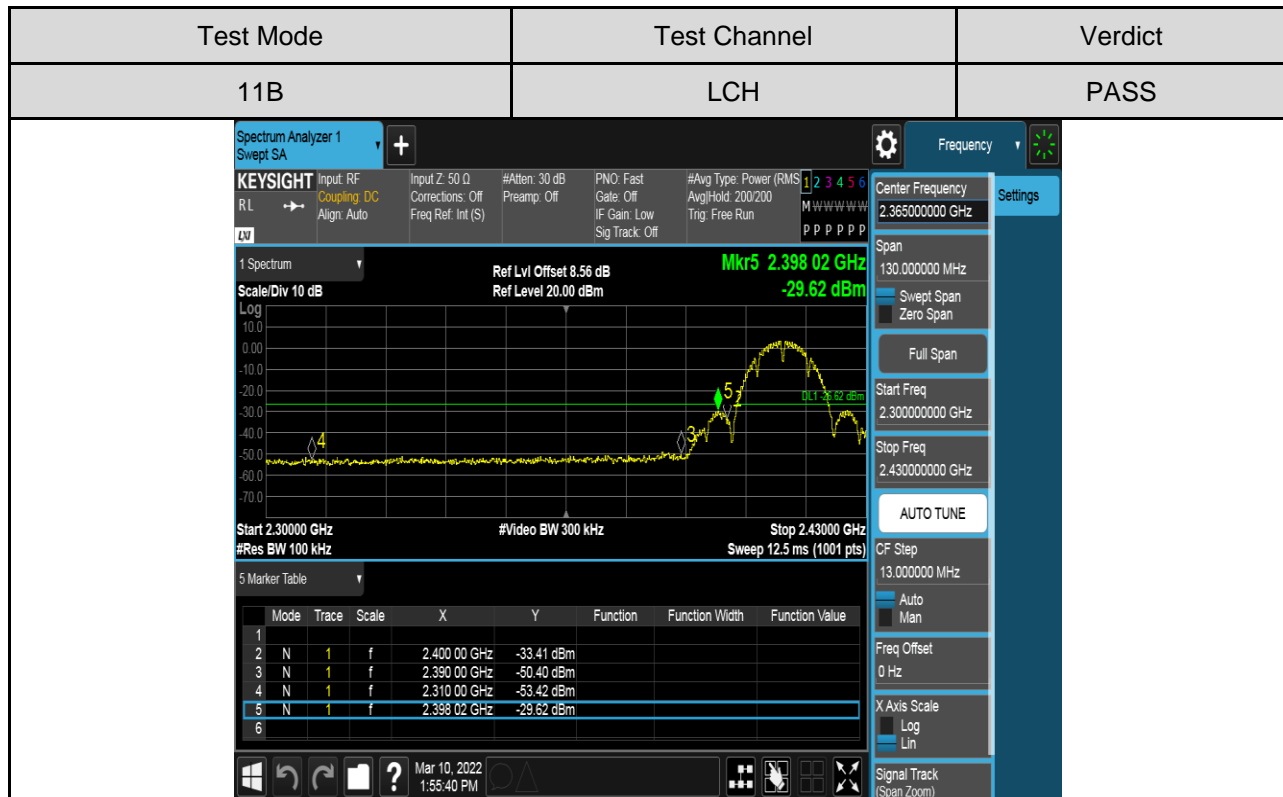 Test Mode Test Channel Verdict
11B LCH PASS
Spectrum Analyzer 1
Swept SA
Frequency
KEYSIGHT Input: RF Input Z: 50 Ω #Atten: 30 dB PNO: Fast #Avg Type: Power (RMS 1 2 3 4 5 6
RL Coupling: DC Corrections: Off Preamp: Off Gate: Off Avg|Hold: 200/200 M W W W W W
Align: Auto Freq Ref: Int (S) IF Gain: Low Trig: Free Run
LXI Sig Track: Off P P P P P P
1 Spectrum
Ref Lvl Offset 8.56 dB Mkr5 2.398 02 GHz
Scale/Div 10 dB Ref Level 20.00 dBm -29.62 dBm
Log
10.0
0.00
-10.0
-20.0
-30.0
-40.0
-50.0
-60.0
-70.0
DL1 -26.62 dBm
5 2
3
4
Start 2.30000 GHz #Video BW 300 kHz Stop 2.43000 GHz
#Res BW 100 kHz Sweep 12.5 ms (1001 pts)
5 Marker Table
Mode Trace Scale X Y Function Function Width Function Value
1
2 N 1 f 2.400 00 GHz -33.41 dBm
3 N 1 f 2.390 00 GHz -50.40 dBm
4 N 1 f 2.310 00 GHz -53.42 dBm
5 N 1 f 2.398 02 GHz -29.62 dBm
6
?
Mar 10, 2022
1:55:40 PM
Center Frequency
2.365000000 GHz
Settings
Span
130.000000 MHz
Swept Span
Zero Span
Full Span
Start Freq
2.300000000 GHz
Stop Freq
2.430000000 GHz
AUTO TUNE
CF Step
13.000000 MHz
Auto
Man
Freq Offset
0 Hz
X Axis Scale
Log
Lin
Signal Track
(Span Zoom)